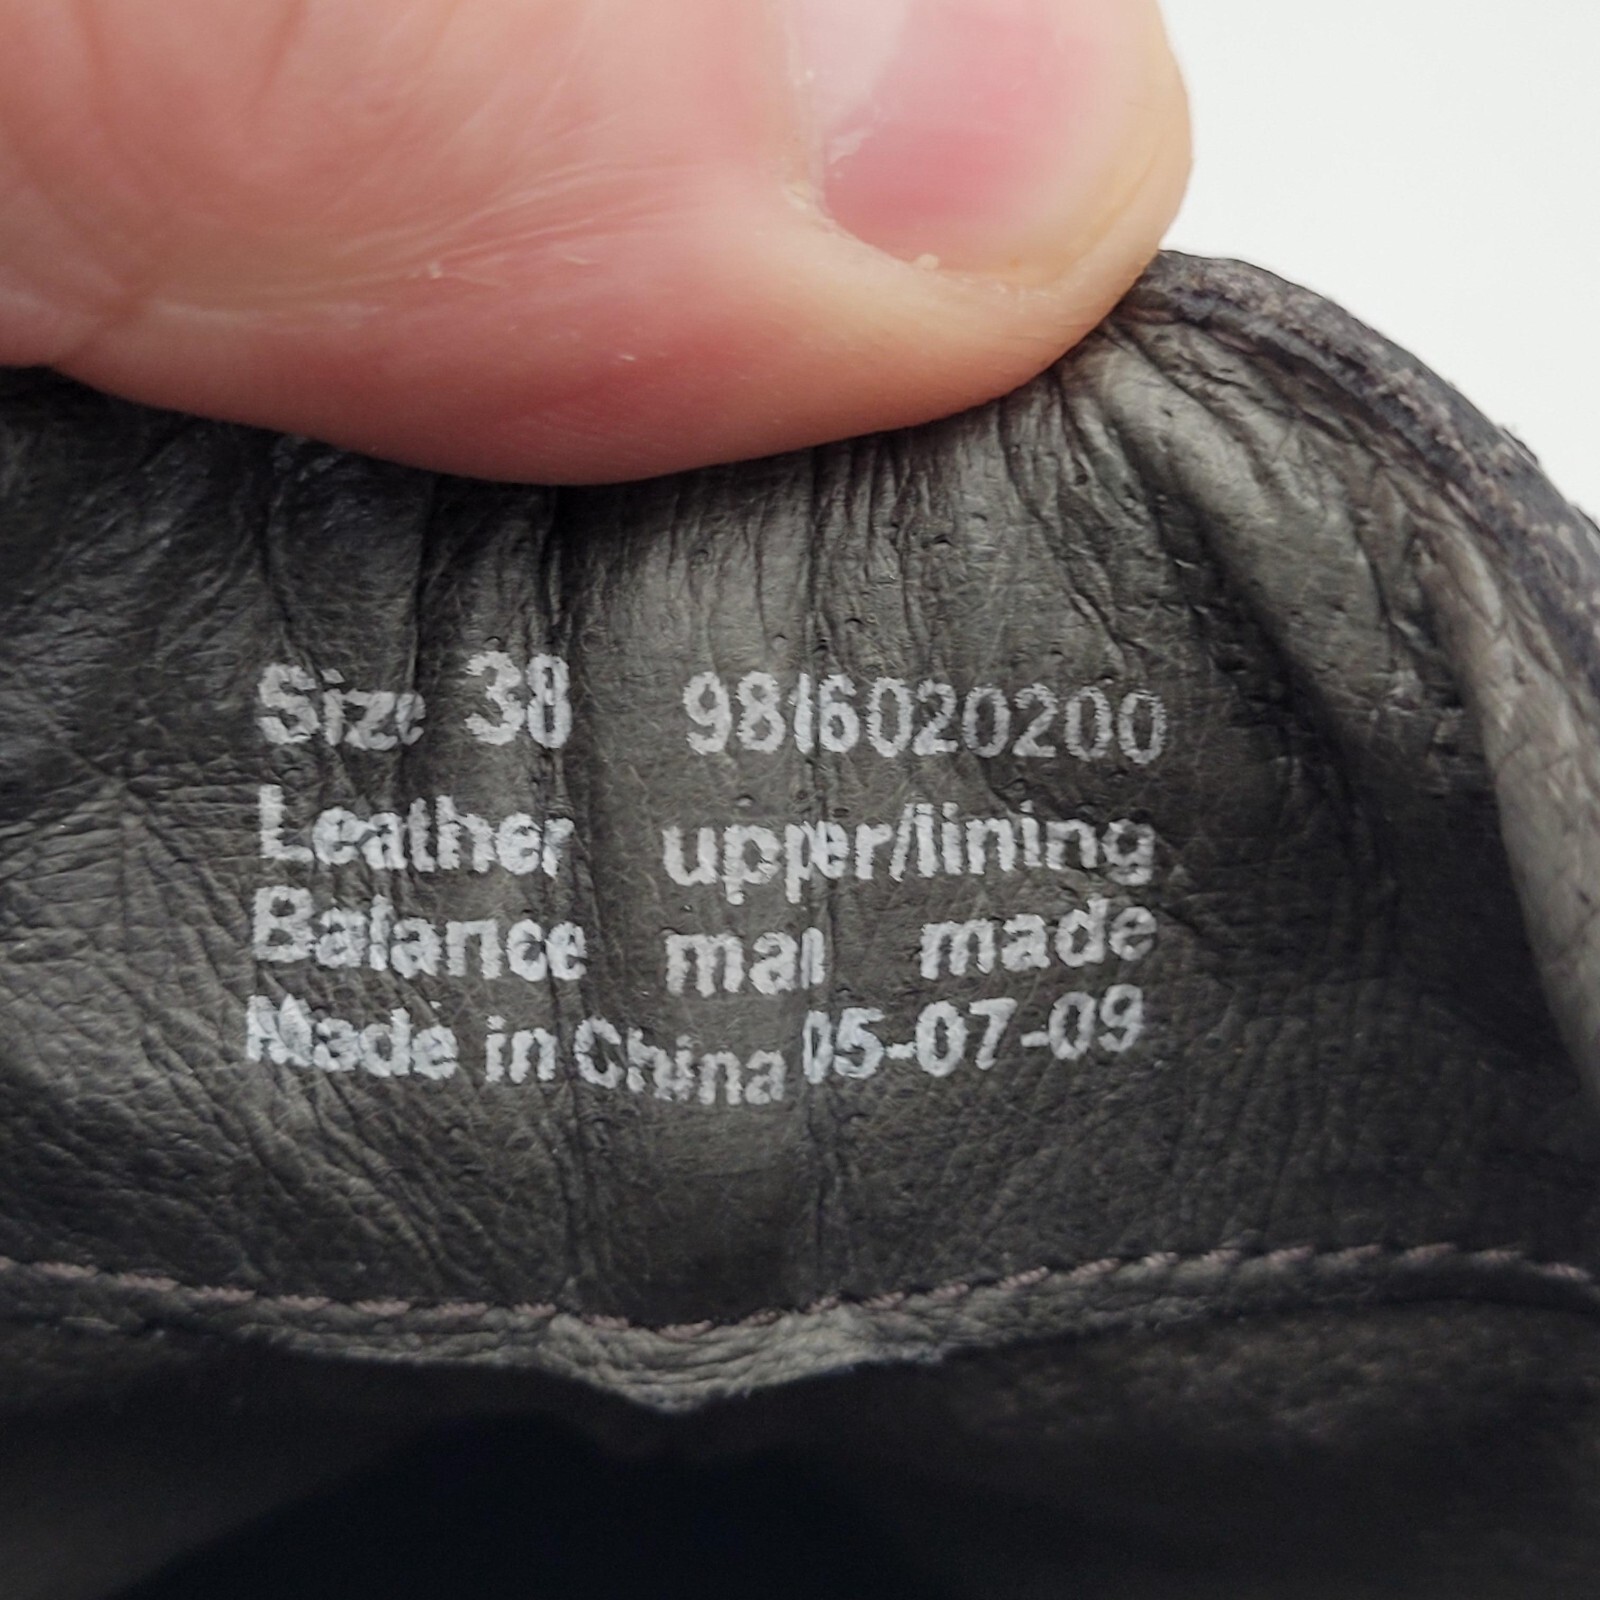 Size 38 9816020200
Leather upper/lining
Balance man made
Made in China 05-07-09